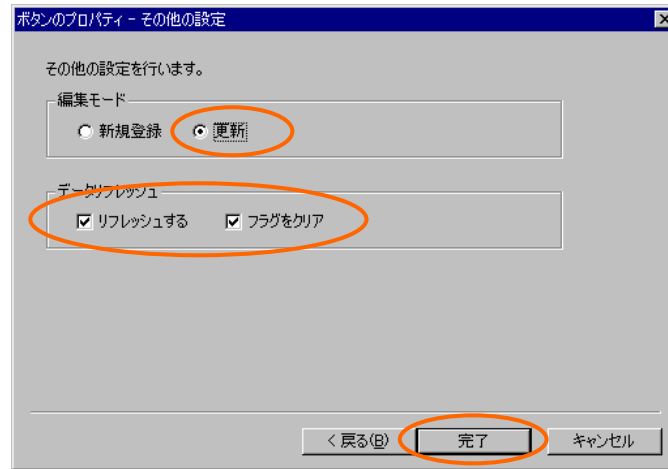 ボタンのプロパティ - その他の設定
その他の設定を行います。
編集モード
新規登録 更新
データリフレッシュ
リフレッシュする フラグをクリア
< 戻る(B) 完了 キャンセル